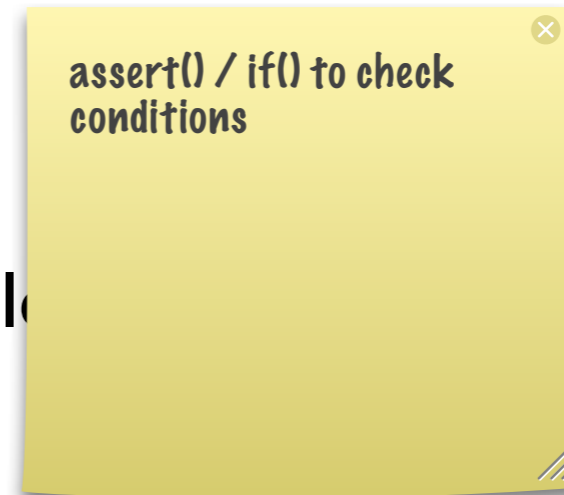 assert() / if() to check
conditions